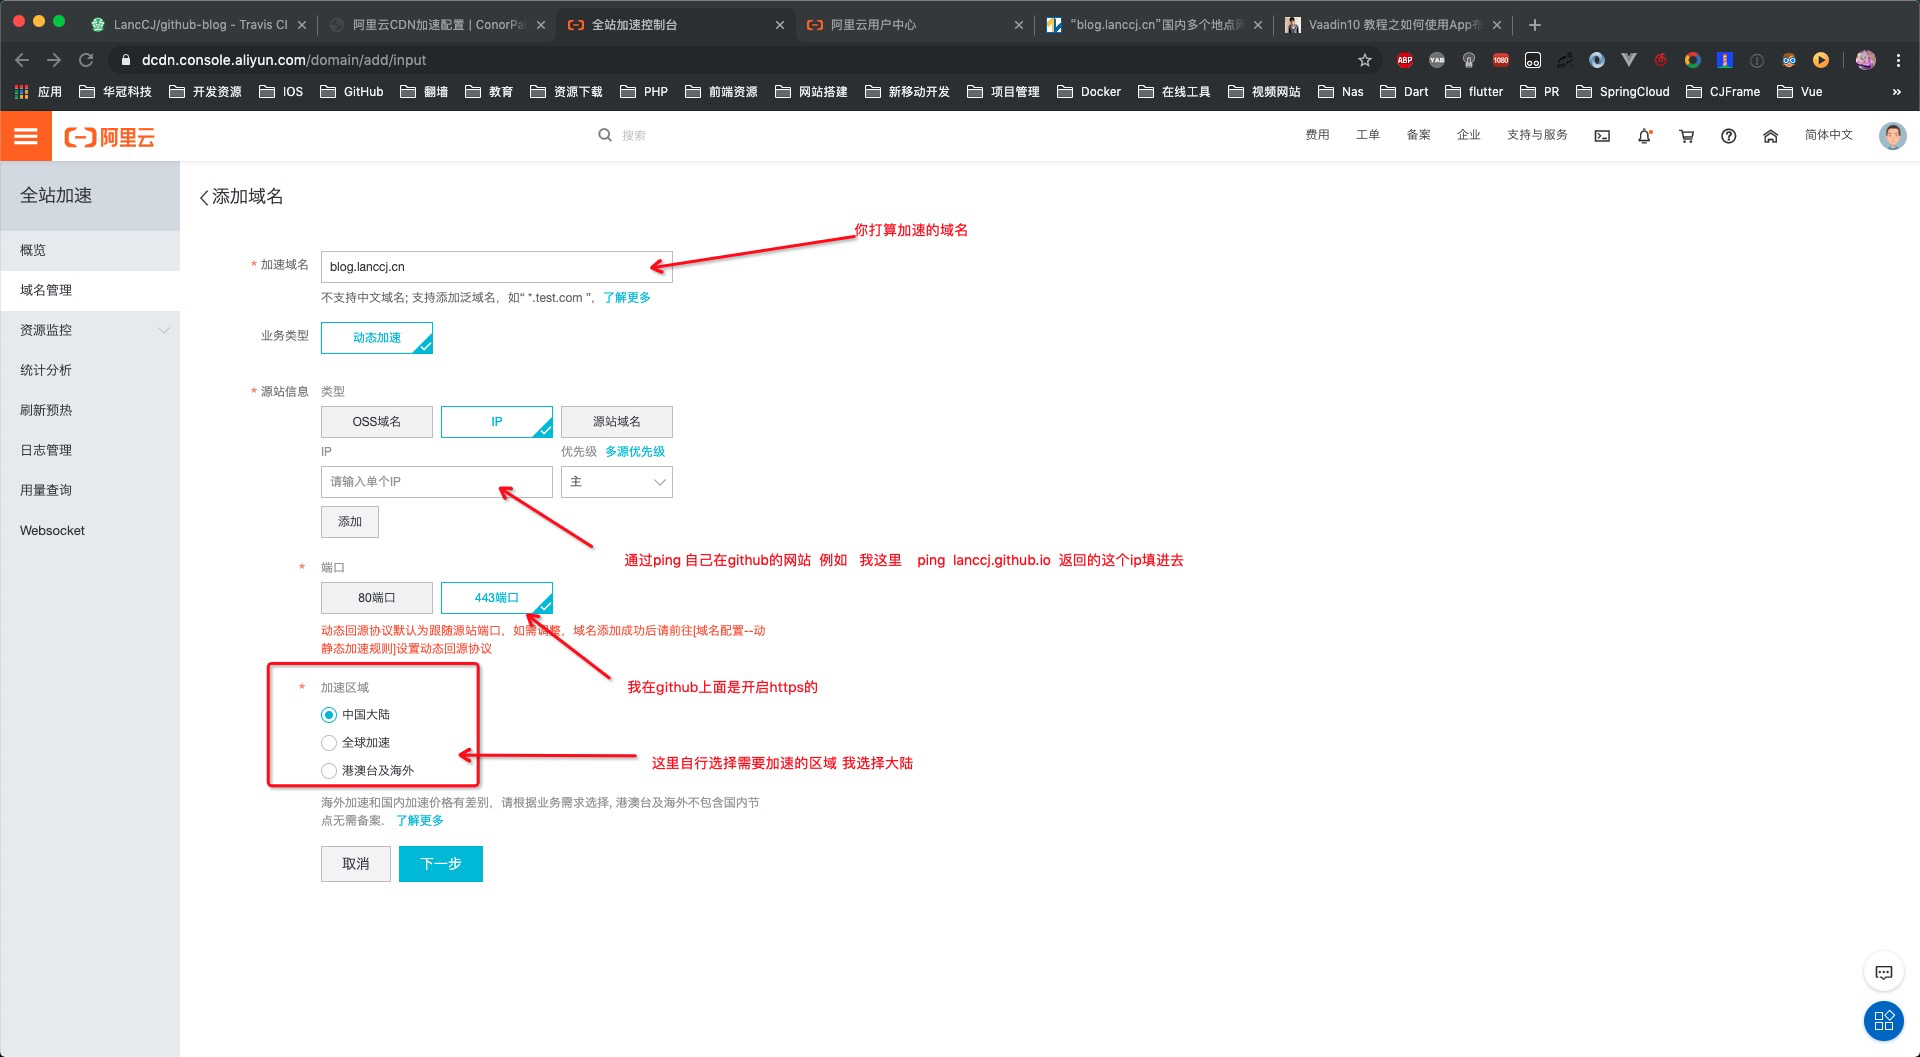 LancCJ/github-blog - Travis CI
阿里云CDN加速配置 | ConorPai
全站加速控制台
阿里云用户中心
“blog.lanccj.cn”国内多个地点网
Vaadin10 教程之如何使用App布
dcdn.console.aliyun.com/domain/add/input
ABP
YAB
1080
应用
华冠科技
开发资源
IOS
GitHub
翻墙
教育
资源下载
PHP
前端资源
网站搭建
新移动开发
项目管理
Docker
在线工具
视频网站
Nas
Dart
flutter
PR
SpringCloud
CJFrame
Vue
»
阿里云
搜索
费用
工单
备案
企业
支持与服务
简体中文
全站加速
概览
域名管理
资源监控
统计分析
刷新预热
日志管理
用量查询
Websocket
添加域名
你打算加速的域名
* 加速域名
blog.lanccj.cn
不支持中文域名; 支持添加泛域名，如“ *.test.com ”，了解更多
业务类型
动态加速
* 源站信息
类型
OSS域名
IP
源站域名
IP
优先级 多源优先级
请输入单个IP
主
添加
通过ping 自己在github的网站 例如 我这里 ping lanccj.github.io 返回的这个ip填进去
* 端口
80端口
443端口
动态回源协议默认为跟随源站端口，如需调整，域名添加成功后请前往[域名配置--动
静态加速规则]设置动态回源协议
我在github上面是开启https的
* 加速区域
中国大陆
全球加速
港澳台及海外
这里自行选择需要加速的区域 我选择大陆
海外加速和国内加速价格有差别，请根据业务需求选择, 港澳台及海外不包含国内节
点无需备案. 了解更多
取消
下一步